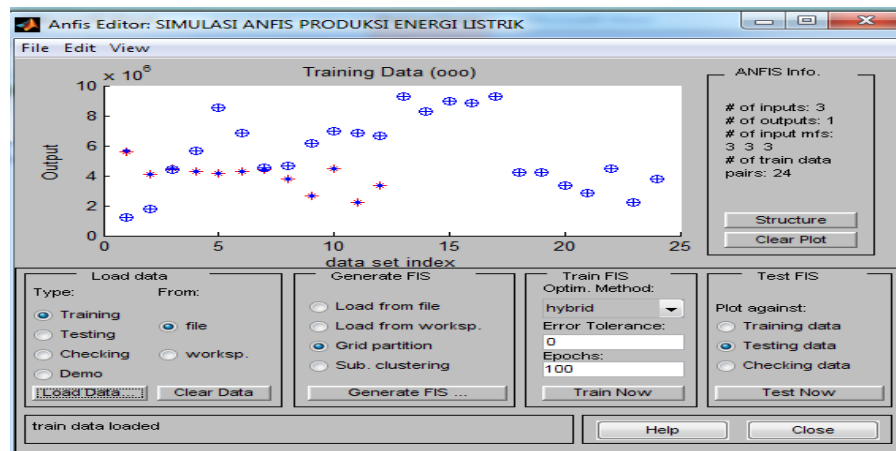 Anfis Editor: SIMULASI ANFIS PRODUKSI ENERGI LISTRIK
File Edit View
x 10^6
Training Data (ooo)
Output
10
8
6
4
2
0
0 5 10 15 20 25
data set index
ANFIS Info.
# of inputs: 3
# of outputs: 1
# of input mfs:
3 3 3
# of train data
pairs: 24
Structure
Clear Plot
Load data
Type: From:
Training
Testing
Checking
Demo
file
worksp.
Load Data... Clear Data
Generate FIS
Load from file
Load from worksp.
Grid partition
Sub. clustering
Generate FIS ...
Train FIS
Optim. Method:
hybrid
Error Tolerance:
0
Epochs:
100
Train Now
Test FIS
Plot against:
Training data
Testing data
Checking data
Test Now
train data loaded
Help Close